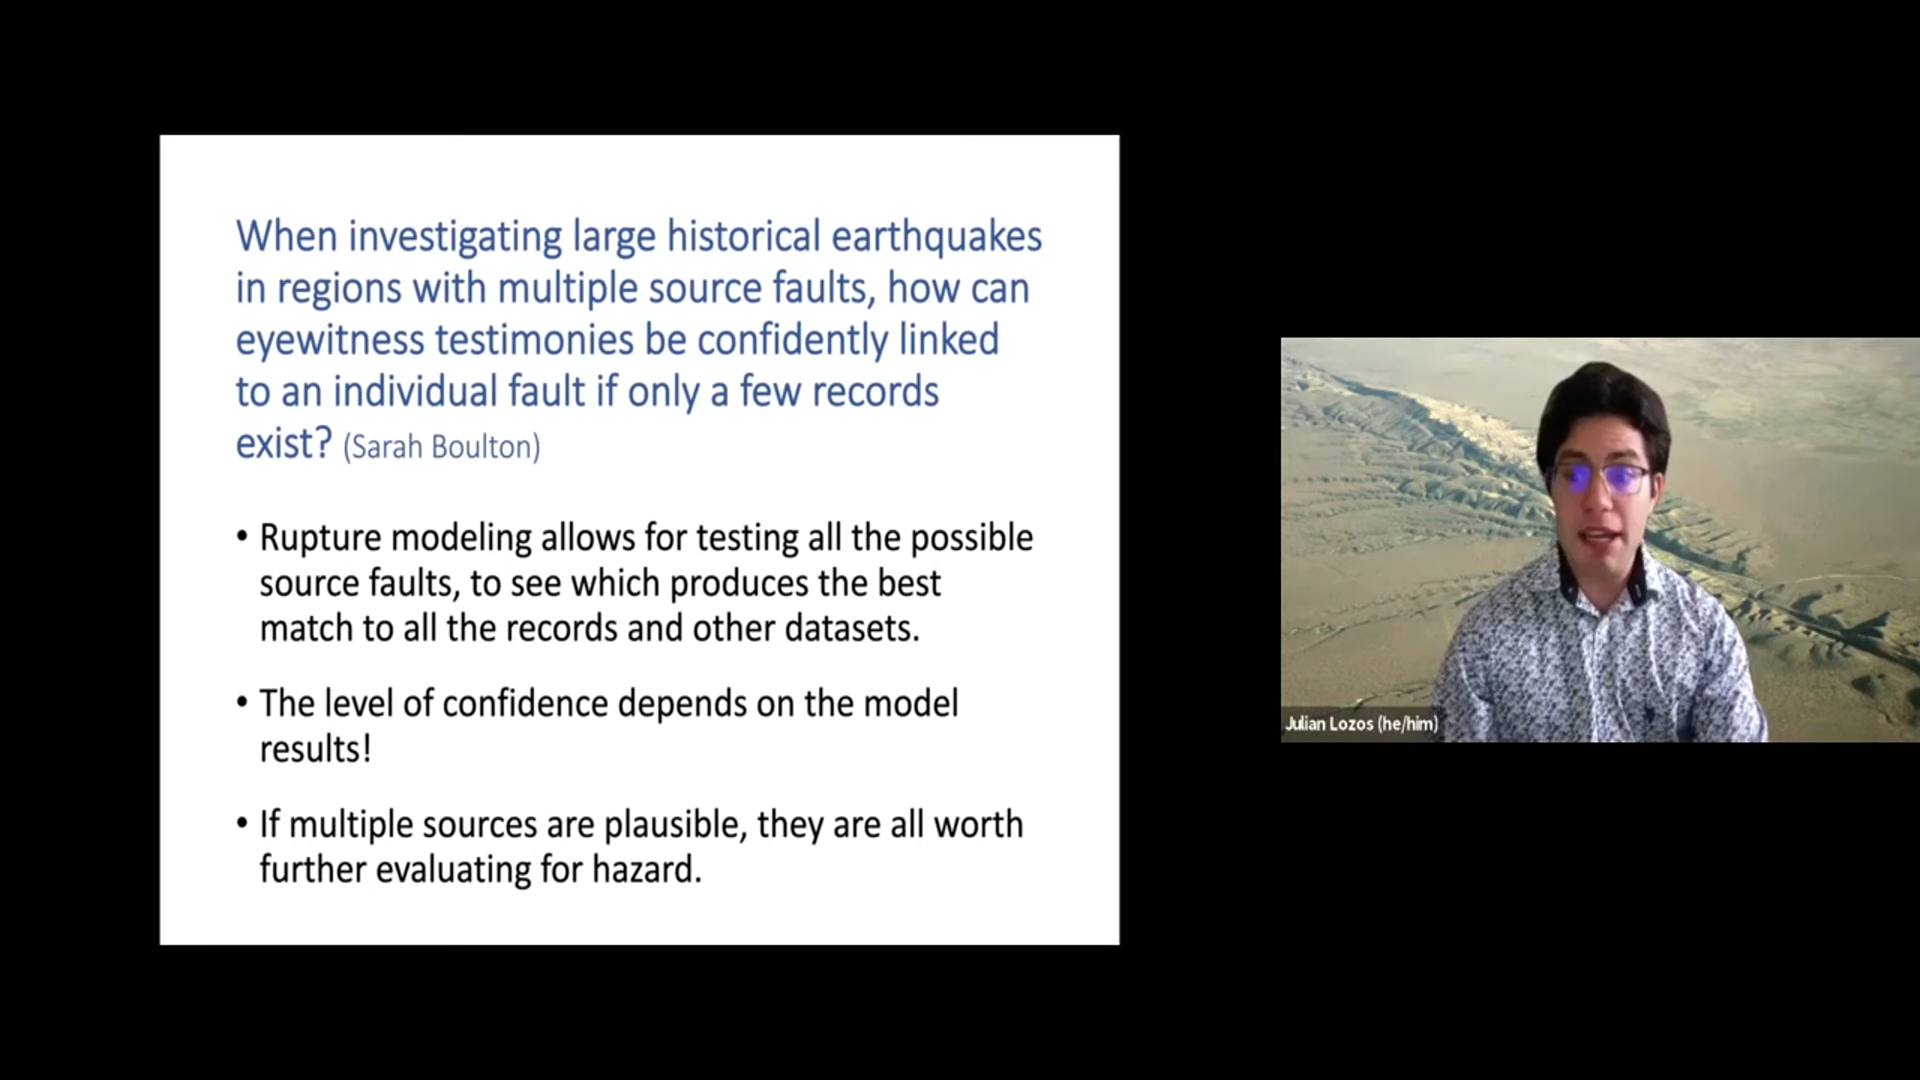 When investigating large historical earthquakes
in regions with multiple source faults, how can
eyewitness testimonies be confidently linked
to an individual fault if only a few records
exist? (Sarah Boulton)
• Rupture modeling allows for testing all the possible
source faults, to see which produces the best
match to all the records and other datasets.
• The level of confidence depends on the model
results!
• If multiple sources are plausible, they are all worth
further evaluating for hazard.
Julian Lozos (he/him)